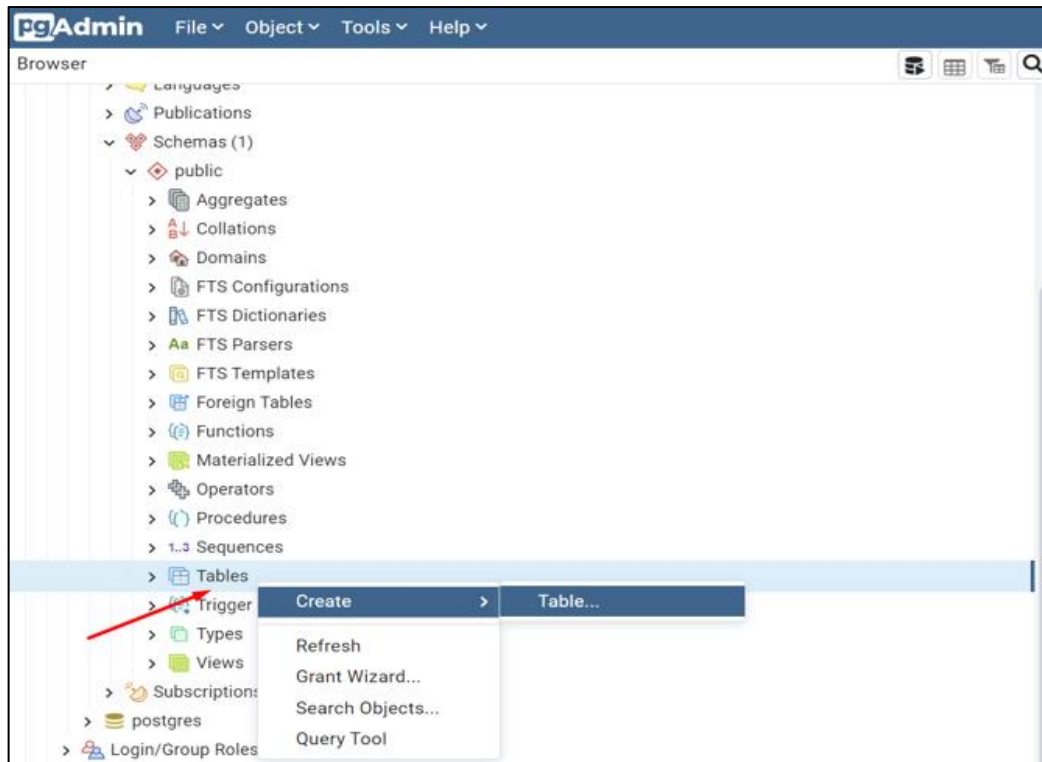 pgAdmin File Object Tools Help
Browser
Languages
Publications
Schemas (1)
public
Aggregates
Collations
Domains
FTS Configurations
FTS Dictionaries
Aa FTS Parsers
FTS Templates
Foreign Tables
Functions
Materialized Views
Operators
Procedures
1..3 Sequences
Tables
Trigger
Create
Table...
Types
Refresh
Views
Grant Wizard...
Subscriptions
Search Objects...
postgres
Query Tool
Login/Group Roles